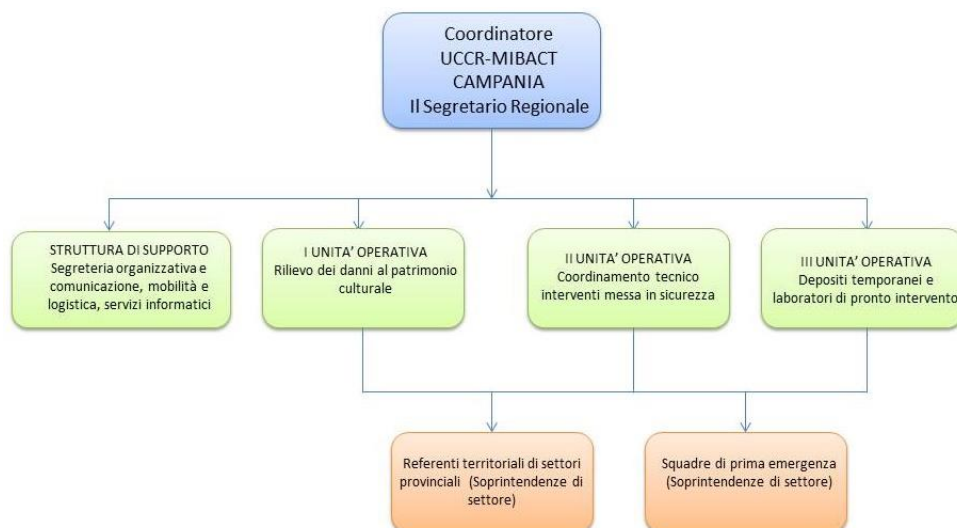 Coordinatore
UCCR-MIBACT
CAMPANIA
Il Segretario Regionale
STRUTTURA DI SUPPORTO
Segreteria organizzativa e
comunicazione, mobilità e
logistica, servizi informatici
I UNITA’ OPERATIVA
Rilievo dei danni al patrimonio
culturale
II UNITA’ OPERATIVA
Coordinamento tecnico
interventi messa in sicurezza
III UNITA’ OPERATIVA
Depositi temporanei e
laboratori di pronto intervento
Referenti territoriali di settori
provinciali (Soprintendenze di
settore)
Squadre di prima emergenza
(Soprintendenze di settore)